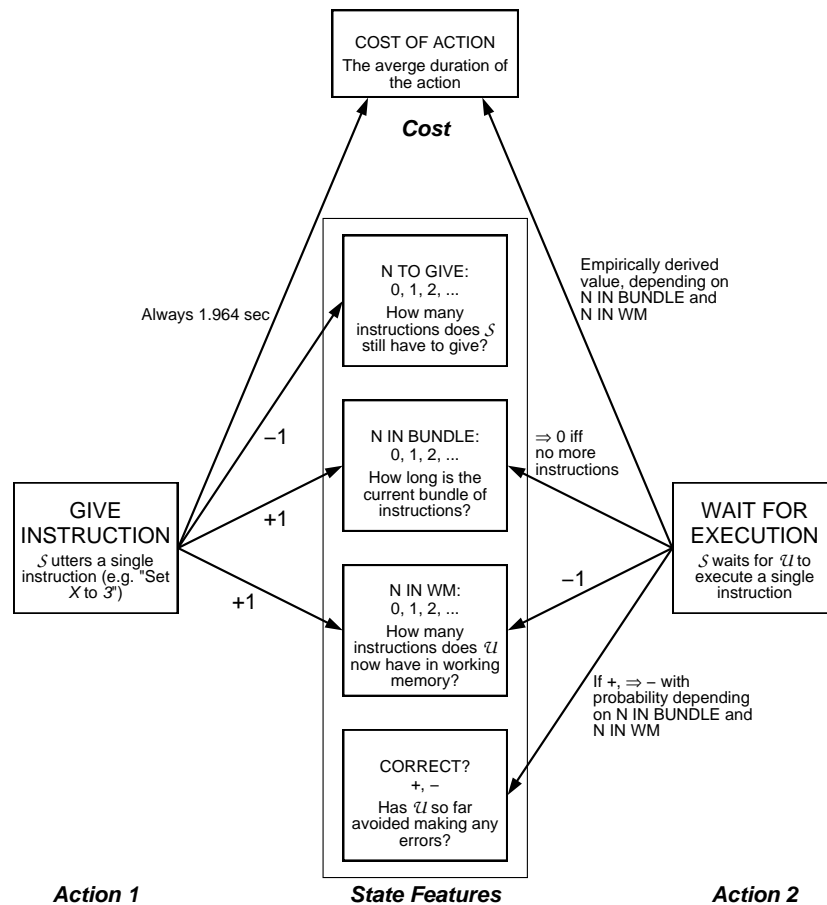 COST OF ACTION
The averge duration of
the action
Cost
Always 1.964 sec
Empirically derived
value, depending on
N IN BUNDLE and
N IN WM
N TO GIVE:
0, 1, 2, ...
How many
instructions does S
still have to give?
−1
N IN BUNDLE:
0, 1, 2, ...
How long is the
current bundle of
instructions?
⇒ 0 iff
no more
instructions
+1
GIVE
INSTRUCTION
S utters a single
instruction (e.g. "Set
X to 3")
WAIT FOR
EXECUTION
S waits for U to
execute a single
instruction
+1
−1
N IN WM:
0, 1, 2, ...
How many
instructions does U
now have in working
memory?
If +, ⇒ − with
probability depending
on N IN BUNDLE and
N IN WM
CORRECT?
+, −
Has U so far
avoided making any
errors?
Action 1
State Features
Action 2